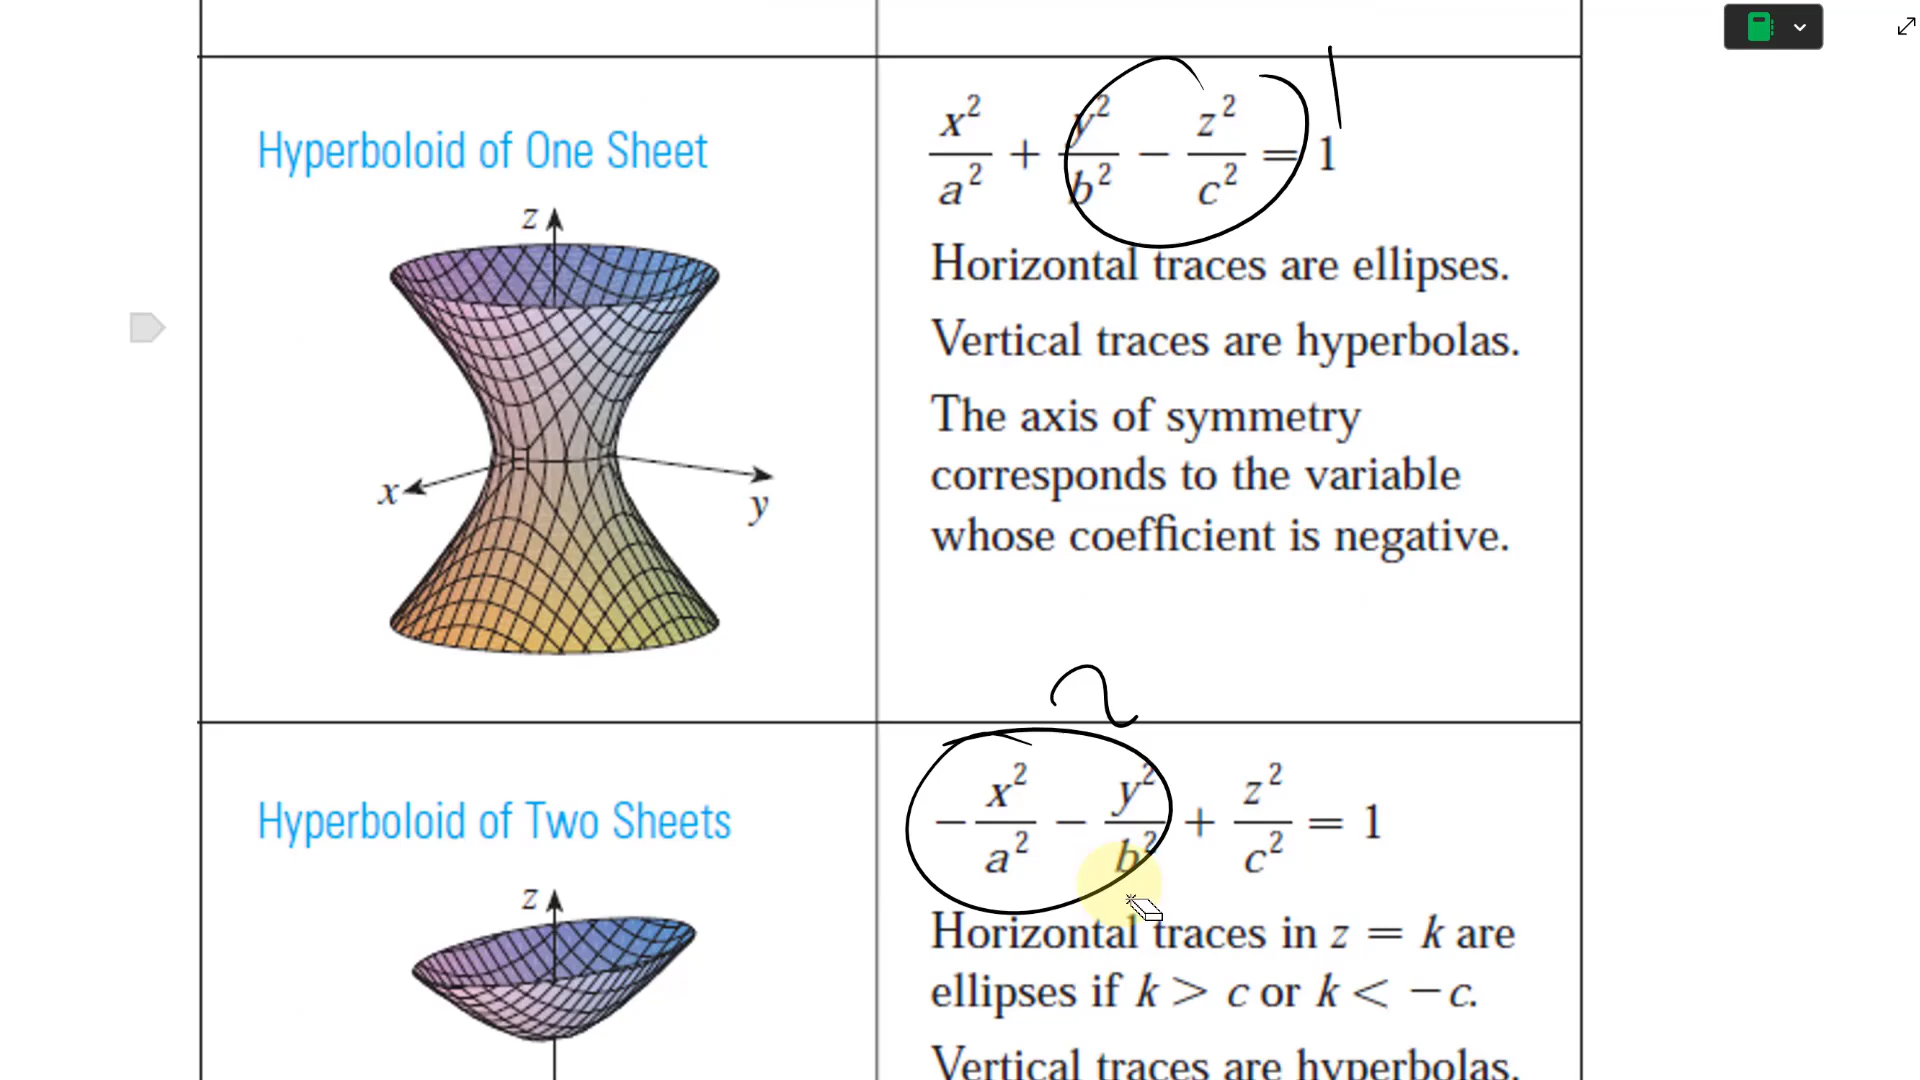 Hyperboloid of One Sheet
z
x
y
x²/a² + y²/b² − z²/c² = 1
1
Horizontal traces are ellipses.
Vertical traces are hyperbolas.
The axis of symmetry
corresponds to the variable
whose coefficient is negative.
2
Hyperboloid of Two Sheets
z
−x²/a² − y²/b² + z²/c² = 1
Horizontal traces in z = k are
ellipses if k > c or k < −c.
Vertical traces are hyperbolas.